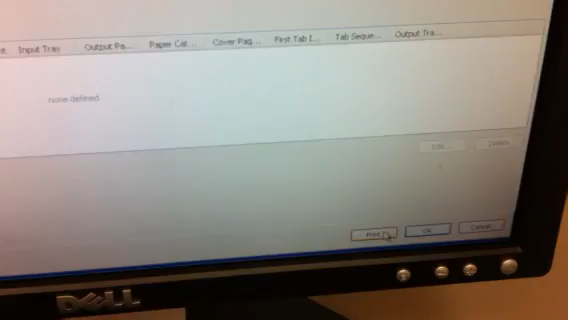 Input Tray Output Pa... Paper Cat... Cover Pag... First Tab I... Tab Seque... Output Tra...
none defined
Edit... Delete
Print Ok Cancel
DELL